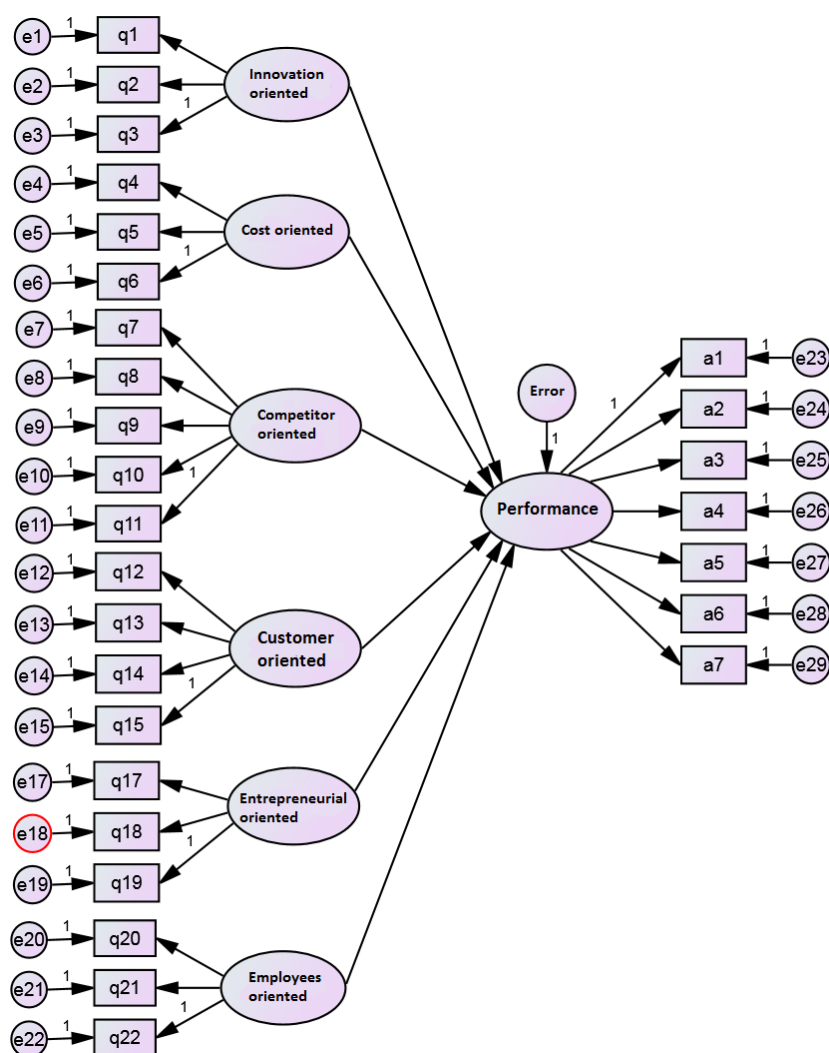 e1 1 q1
e2 1 q2
e3 1 q3
1
Innovation
oriented
e4 1 q4
e5 1 q5
e6 1 q6
1
Cost oriented
e7 1 q7
e8 1 q8
e9 1 q9
e10 1 q10
e11 1 q11
1
Competitor
oriented
e12 1 q12
e13 1 q13
e14 1 q14
e15 1 q15
1
Customer
oriented
e17 1 q17
e18 1 q18
e19 1 q19
1
Entrepreneurial
oriented
e20 1 q20
e21 1 q21
e22 1 q22
1
Employees
oriented
Error
1
Performance
1
a1 1 e23
a2 1 e24
a3 1 e25
a4 1 e26
a5 1 e27
a6 1 e28
a7 1 e29